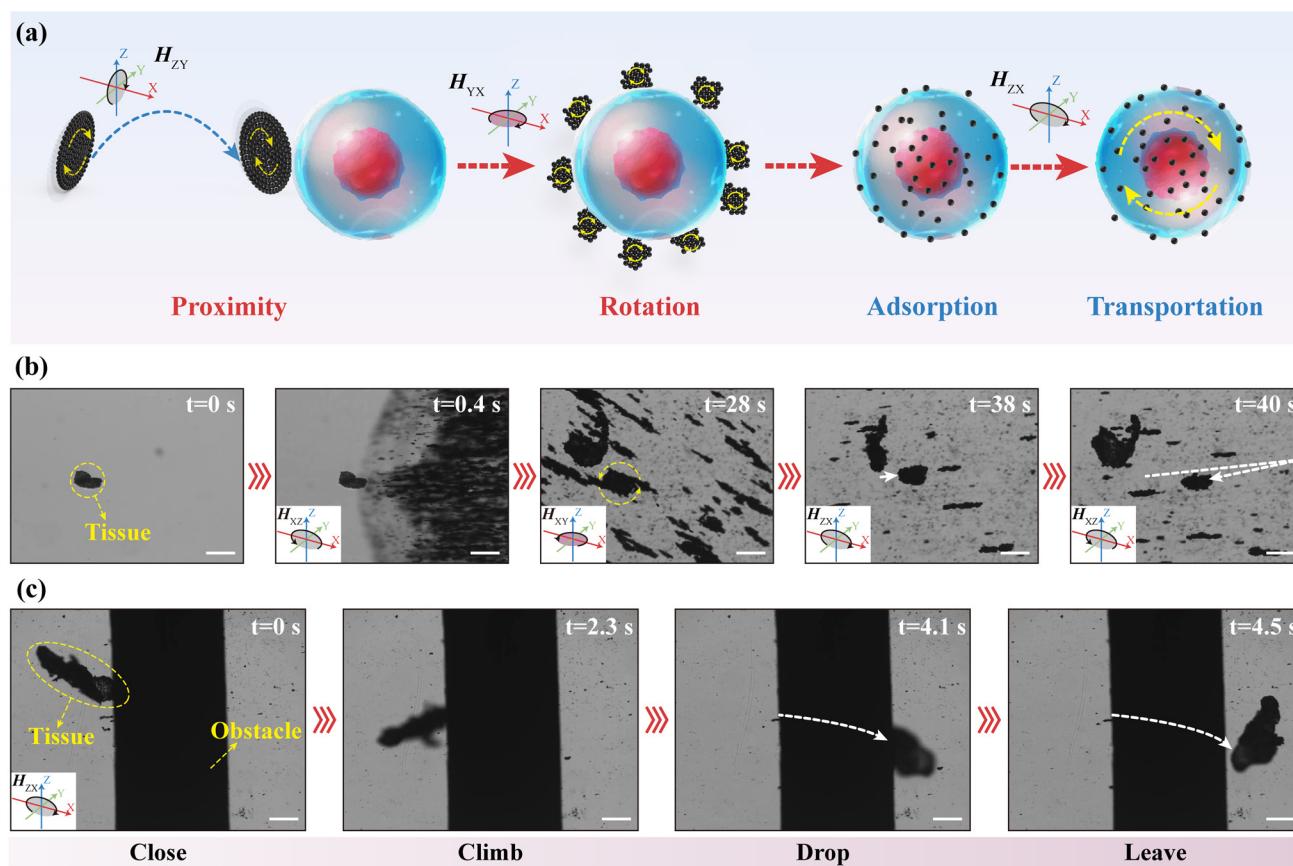 (a)
H_ZY
Z
Y
X
H_YX
Z
Y
X
H_ZX
Z
Y
X
Proximity
Rotation
Adsorption
Transportation
(b)
t=0 s
Tissue
t=0.4 s
H_XZ
Z
Y
X
t=28 s
H_XY
Z
Y
X
t=38 s
H_ZX
Z
Y
X
t=40 s
H_XZ
Z
Y
X
(c)
t=0 s
Tissue
Obstacle
H_ZX
Z
Y
X
t=2.3 s
t=4.1 s
t=4.5 s
Close
Climb
Drop
Leave